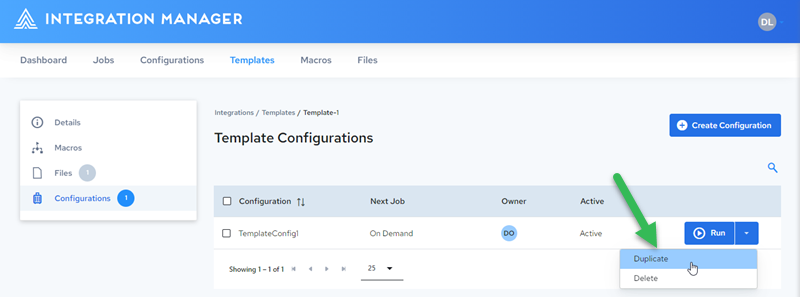 INTEGRATION MANAGER
DL
Dashboard Jobs Configurations Templates Macros Files
Integrations / Templates / Template-1
Template Configurations
Create Configuration
Details
Macros
Files 1
Configurations 1
Configuration Next Job Owner Active
TemplateConfig1 On Demand DO Active Run
Duplicate
Delete
Showing 1 – 1 of 1 25